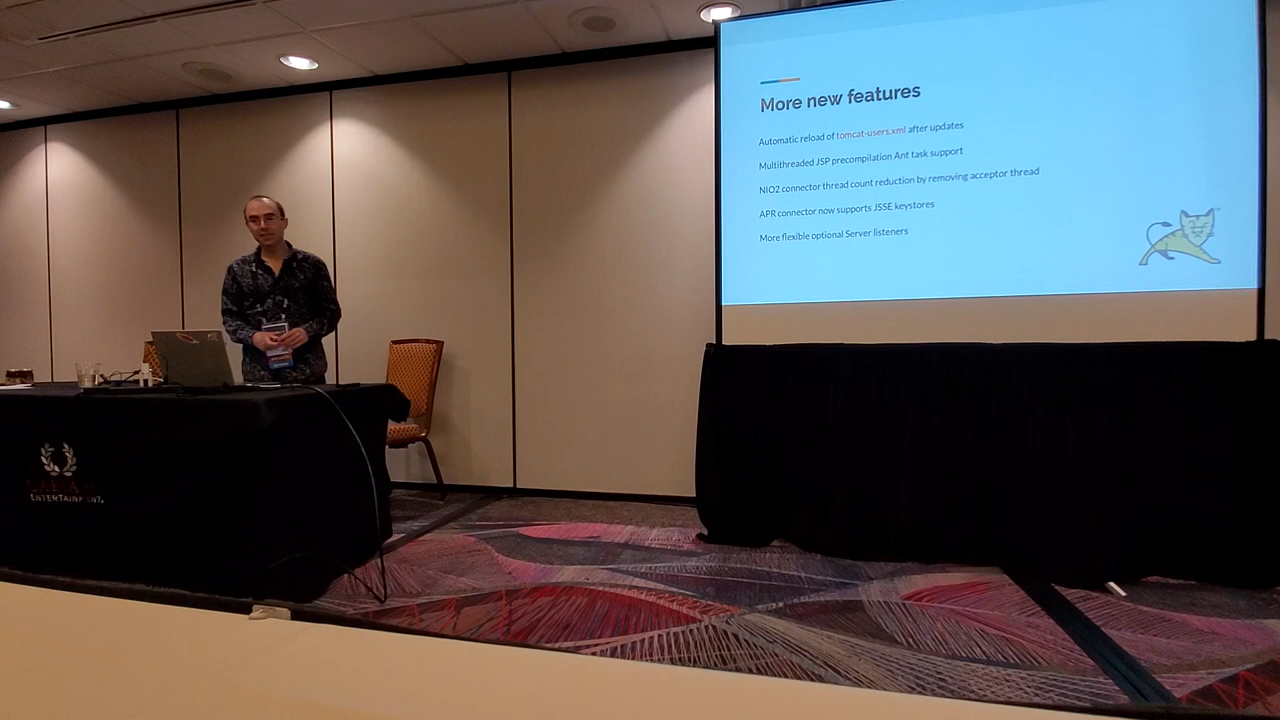 More new features
Automatic reload of tomcat-users.xml after updates
Multithreaded JSP precompilation Ant task support
NIO2 connector thread count reduction by removing acceptor thread
APR connector now supports JSSE keystores
More flexible optional Server listeners